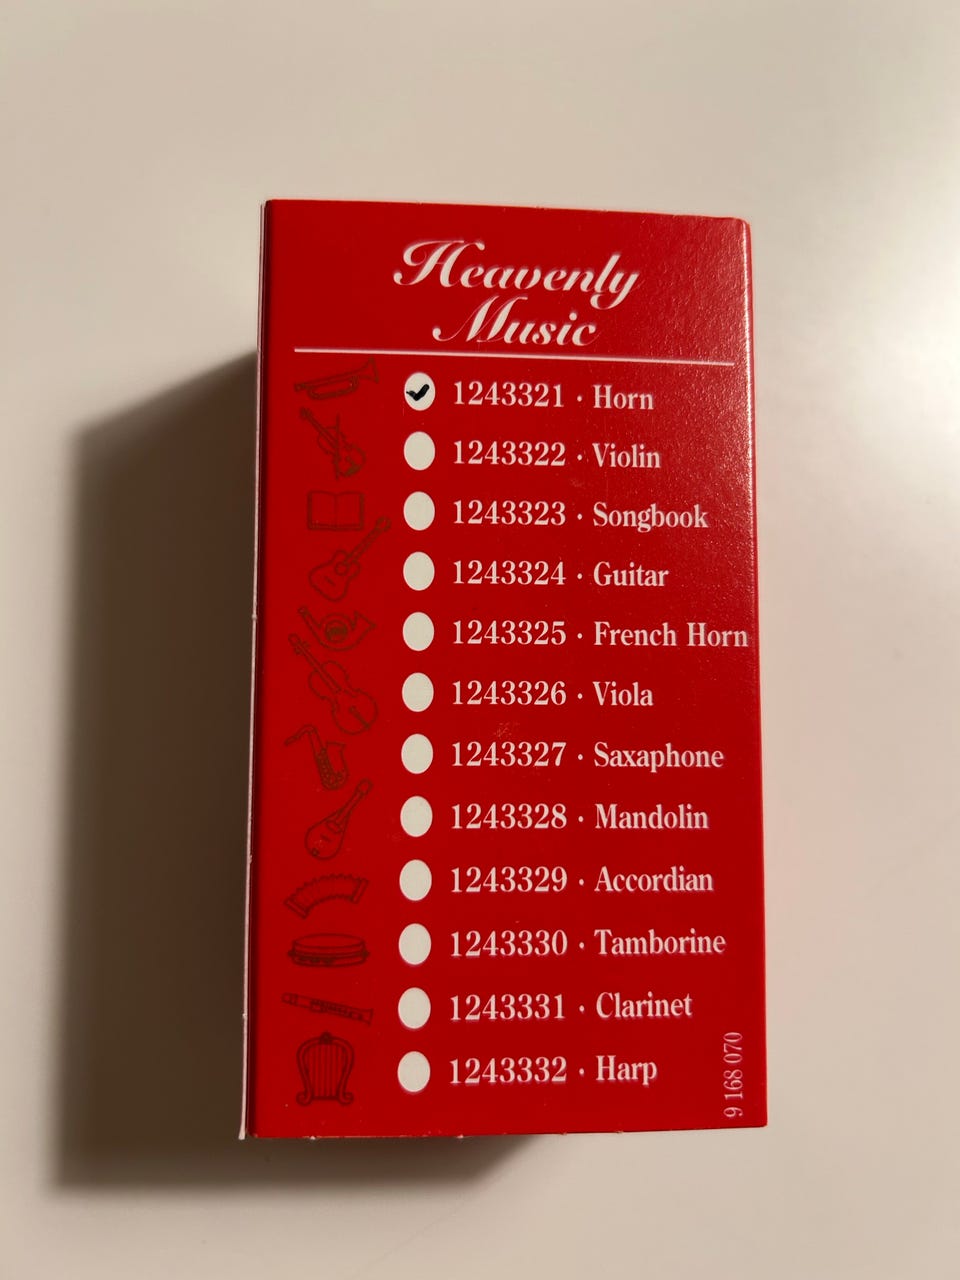 Heavenly
Music
1243321 · Horn
1243322 · Violin
1243323 · Songbook
1243324 · Guitar
1243325 · French Horn
1243326 · Viola
1243327 · Saxaphone
1243328 · Mandolin
1243329 · Accordian
1243330 · Tamborine
1243331 · Clarinet
1243332 · Harp
9 168 070